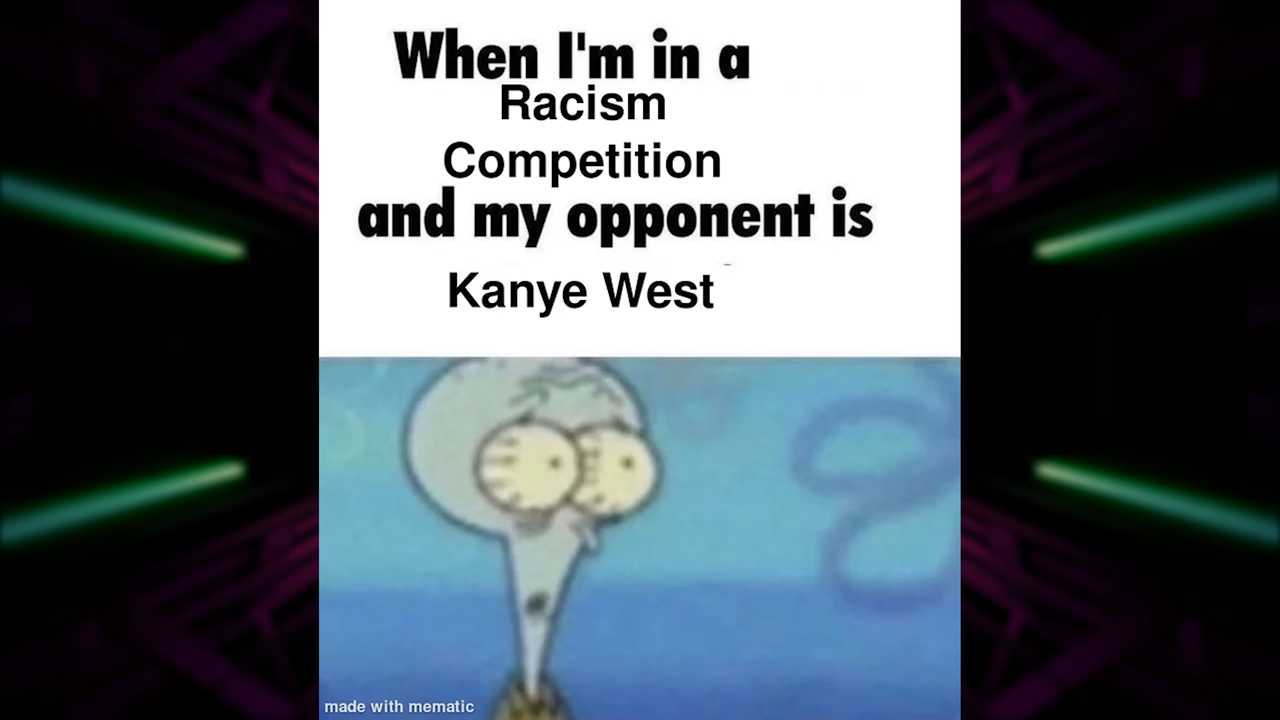 When I'm in a
Racism
Competition
and my opponent is
Kanye West
made with mematic